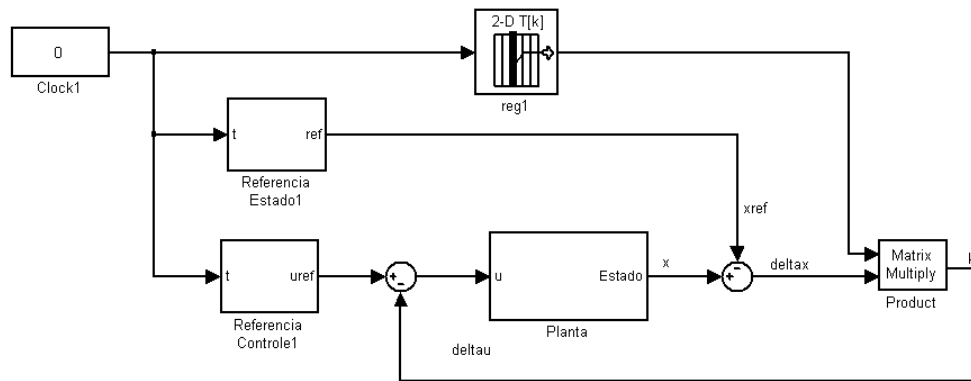 0
Clock1
2-D T[k]
reg1
t
ref
Referencia
Estado1
xref
t
uref
Referencia
Controle1
+
-
u
Estado
Planta
x
-
+
deltax
Matrix
Multiply
Product
deltau